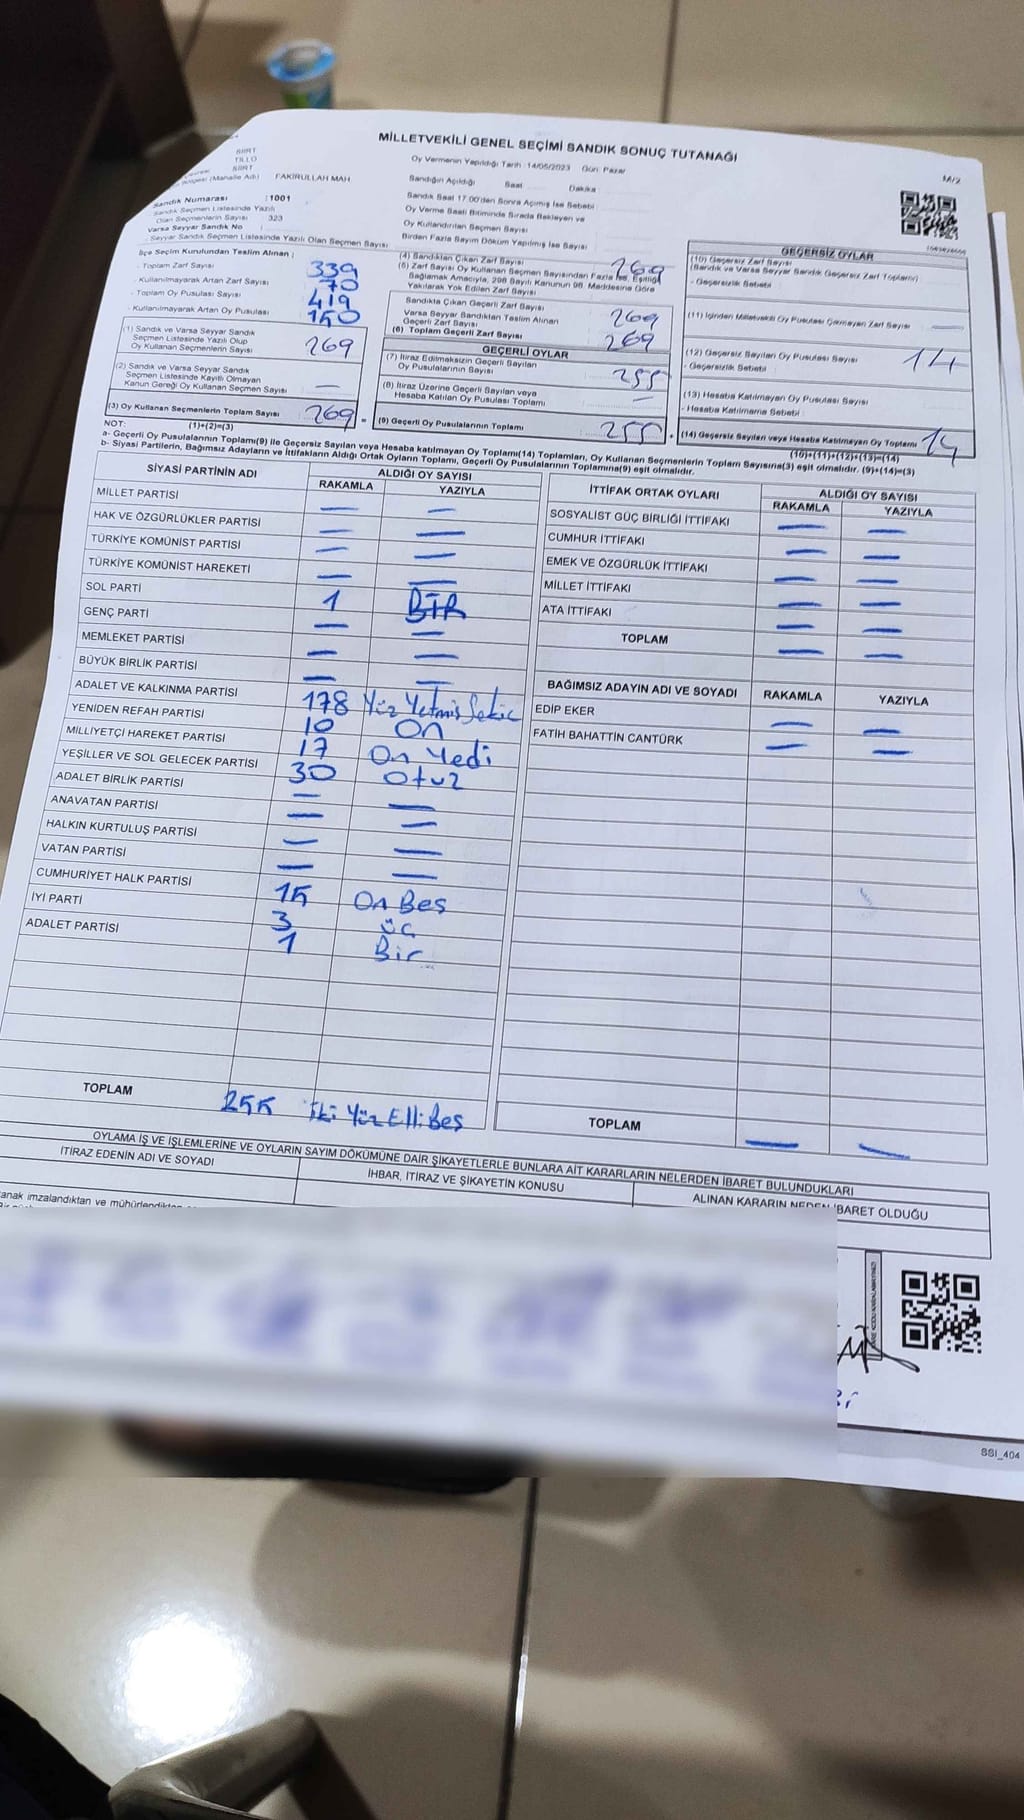 MİLLETVEKİLİ GENEL SEÇİMİ SANDIK SONUÇ TUTANAĞI
M/2
SİİRT
TİLLO
SİİRT
Bölgesi (Mahalle Adı) FAKİRULLAH MAH
Sandık Numarası :1001
Sandık Seçmen Listesinde Yazılı
Olan Seçmenlerin Sayısı 323
Varsa Seyyar Sandık No
Seyyar Sandık Seçmen Listesinde Yazılı Olan Seçmen Sayısı :
Oy Vermenin Yapıldığı Tarih :14/05/2023 Gün: Pazar
Sandığın Açıldığı Saat Dakika
Sandık Saat 17.00'den Sonra Açılmış İse Sebebi :
Oy Verme Saati Bitiminde Sırada Bekleyen ve
Oy Kullandırılan Seçmen Sayısı :
Birden Fazla Sayım Döküm Yapılmış İse Sayısı :
İlçe Seçim Kurulundan Teslim Alınan :
- Toplam Zarf Sayısı 339
- Kullanılmayarak Artan Zarf Sayısı 70
- Toplam Oy Pusulası Sayısı 419
- Kullanılmayarak Artan Oy Pusulası 150
(1) Sandık ve Varsa Seyyar Sandık
Seçmen Listesinde Yazılı Olup
Oy Kullanan Seçmenlerin Sayısı 269
(2) Sandık ve Varsa Seyyar Sandık
Seçmen Listesinde Kayıtlı Olmayan
Kanun Gereği Oy Kullanan Seçmen Sayısı —
(3) Oy Kullanan Seçmenlerin Toplam Sayısı 269
(4) Sandıktan Çıkan Zarf Sayısı 269
(5) Zarf Sayısı Oy Kullanan Seçmen Sayısından Fazla İse, Eşitliği
Sağlamak Amacıyla, 298 Sayılı Kanunun 98. Maddesine Göre
Yakılarak Yok Edilen Zarf Sayısı
Sandıkta Çıkan Geçerli Zarf Sayısı
Varsa Seyyar Sandıktan Teslim Alınan
Geçerli Zarf Sayısı 269
(6) Toplam Geçerli Zarf Sayısı 269
GEÇERLİ OYLAR
(7) İtiraz Edilmeksizin Geçerli Sayılan
Oy Pusulalarının Sayısı 255
(8) İtiraz Üzerine Geçerli Sayılan veya
Hesaba Katılan Oy Pusulası Toplamı —
(9) Geçerli Oy Pusulalarının Toplamı 255
GEÇERSİZ OYLAR
(10) Geçersiz Zarf Sayısı
(Sandık ve Varsa Seyyar Sandık Geçersiz Zarf Toplamı)
- Geçersizlik Sebebi :
(11) İçinden Milletvekili Oy Pusulası Çıkmayan Zarf Sayısı —
(12) Geçersiz Sayılan Oy Pusulası Sayısı 14
- Geçersizlik Sebebi :
(13) Hesaba Katılmayan Oy Pusulası Sayısı :
- Hesaba Katılmama Sebebi :
(14) Geçersiz Sayılan veya Hesaba Katılmayan Oy Toplamı 14
(10)+(11)+(12)+(13)=(14)
NOT: (1)+(2)=(3)
a- Geçerli Oy Pusulalarının Toplamı(9) ile Geçersiz Sayılan veya Hesaba Katılmayan Oy Toplamı(14) Toplamları, Oy Kullanan Seçmenlerin Toplam Sayısına(3) eşit olmalıdır. (9)+(14)=(3)
b- Siyasi Partilerin, Bağımsız Adayların ve İttifakların Aldığı Ortak Oyların Toplamı, Geçerli Oy Pusulalarının Toplamına(9) eşit olmalıdır.
SİYASİ PARTİNİN ADI ALDIĞI OY SAYISI
RAKAMLA YAZIYLA
MİLLET PARTİSİ — —
HAK VE ÖZGÜRLÜKLER PARTİSİ — —
TÜRKİYE KOMÜNİST PARTİSİ — —
TÜRKİYE KOMÜNİST HAREKETİ — —
SOL PARTİ 1 BİR
GENÇ PARTİ — —
MEMLEKET PARTİSİ — —
BÜYÜK BİRLİK PARTİSİ — —
ADALET VE KALKINMA PARTİSİ 178 Yüz Yetmiş Sekiz
YENİDEN REFAH PARTİSİ 10 On
MİLLİYETÇİ HAREKET PARTİSİ 17 On Yedi
YEŞİLLER VE SOL GELECEK PARTİSİ 30 Otuz
ADALET BİRLİK PARTİSİ — —
ANAVATAN PARTİSİ — —
HALKIN KURTULUŞ PARTİSİ — —
VATAN PARTİSİ — —
CUMHURİYET HALK PARTİSİ 15 On Beş
İYİ PARTİ 3 üç
ADALET PARTİSİ 1 Bir
TOPLAM 255 İki Yüz Elli Beş
İTTİFAK ORTAK OYLARI ALDIĞI OY SAYISI
RAKAMLA YAZIYLA
SOSYALİST GÜÇ BİRLİĞİ İTTİFAKI — —
CUMHUR İTTİFAKI — —
EMEK VE ÖZGÜRLÜK İTTİFAKI — —
MİLLET İTTİFAKI — —
ATA İTTİFAKI — —
TOPLAM — —
BAĞIMSIZ ADAYIN ADI VE SOYADI RAKAMLA YAZIYLA
EDİP EKER — —
FATİH BAHATTİN CANTÜRK — —
TOPLAM — —
OYLAMA İŞ VE İŞLEMLERİNE VE OYLARIN SAYIM DÖKÜMÜNE DAİR ŞİKAYETLERLE BUNLARA AİT KARARLARIN NELERDEN İBARET BULUNDUKLARI
İTİRAZ EDENİN ADI VE SOYADI
İHBAR, İTİRAZ VE ŞİKAYETİN KONUSU
ALINAN KARARIN NEDEN İBARET OLDUĞU
anak imzalandıktan ve mühürlendikten
SSI_404